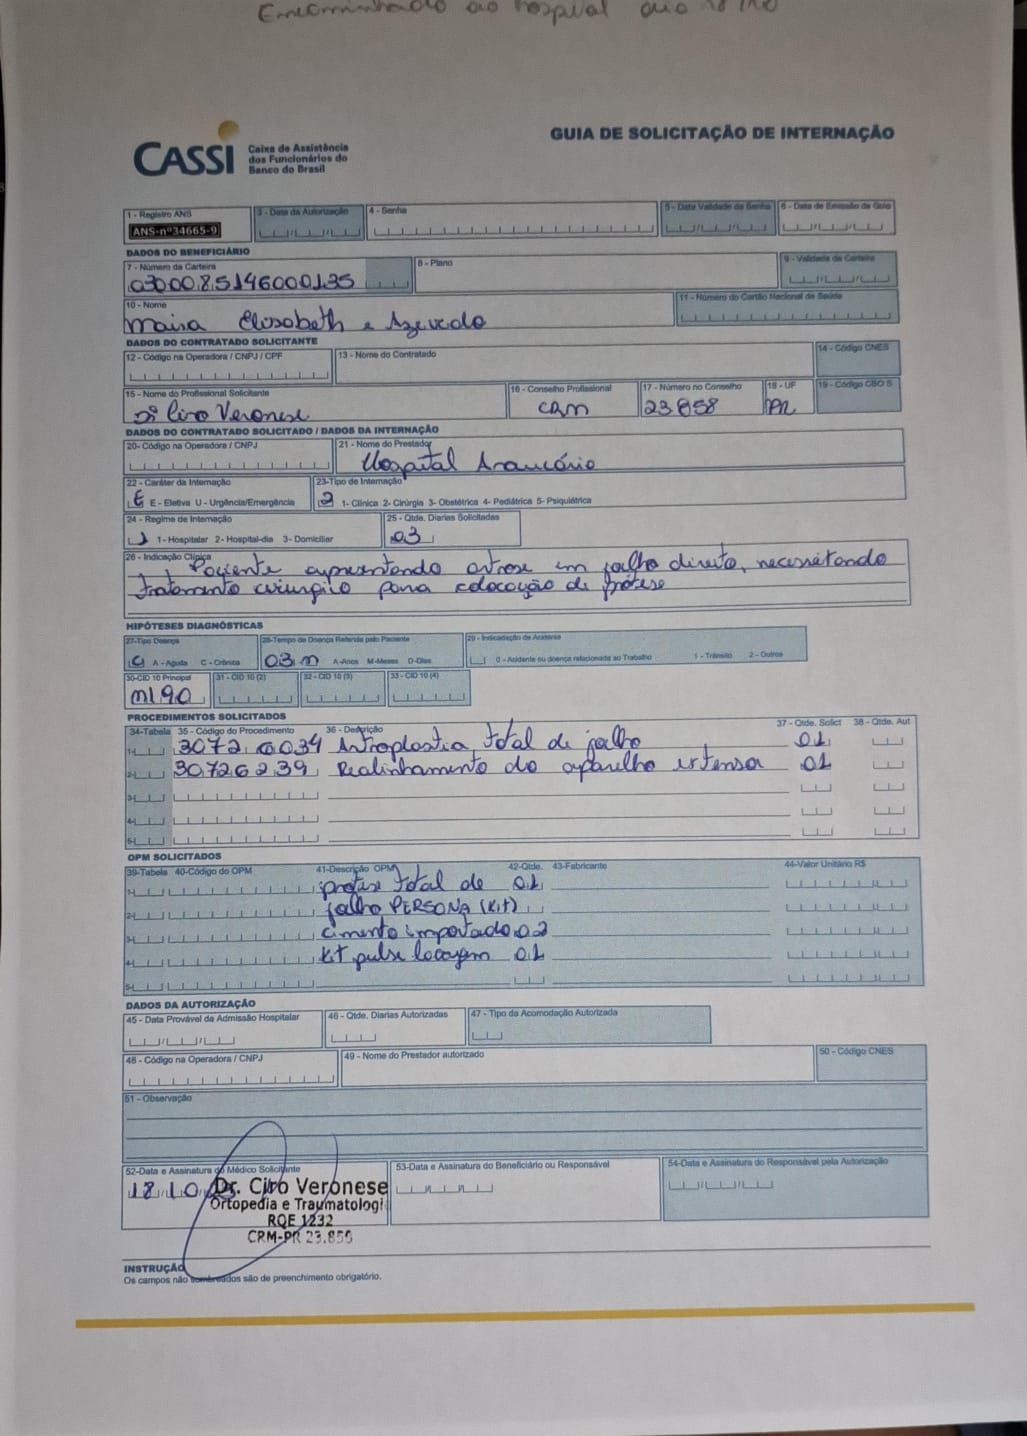 Encaminhado ao hospital dia
GUIA DE SOLICITAÇÃO DE INTERNAÇÃO
CASSI
Caixa de Assistência
dos Funcionários do
Banco do Brasil
1 - Registro ANS 3 - Data da Autorização 4 - Senha 5 - Data Validade da Senha 6 - Data de Emissão da Guia
ANS-nº34665-9
DADOS DO BENEFICIÁRIO
7 - Número da Carteira 8 - Plano 9 - Validade da Carteira
0300085146000135
10 - Nome 11 - Número do Cartão Nacional de Saúde
Maria Elisabeth e Azevedo
DADOS DO CONTRATADO SOLICITANTE
12 - Código na Operadora / CNPJ / CPF 13 - Nome do Contratado 14 - Código CNES
15 - Nome do Profissional Solicitante 16 - Conselho Profissional 17 - Número no Conselho 18 - UF 19 - Código CBO S
Dr Ciro Veronese CRM 23858 PR
DADOS DO CONTRATADO SOLICITADO / DADOS DA INTERNAÇÃO
20- Código na Operadora / CNPJ 21 - Nome do Prestador
Hospital Araucária
22 - Caráter da Internação 23-Tipo de Internação
E E - Eletiva U - Urgência/Emergência 2 1- Clínica 2- Cirúrgia 3- Obstétrica 4- Pediátrica 5- Psiquiátrica
24 - Regime de Internação 25 - Qtde. Diarias Solicitadas
1 1- Hospitalar 2- Hospital-dia 3- Domiciliar 03
26 - Indicação Clínica
Paciente apresentando artrose em joelho direito, necessitando
tratamento cirurgico para colocação de prótese
HIPÓTESES DIAGNÓSTICAS
27-Tipo Doença 28-Tempo de Doença Referida pelo Paciente 29 - Indicadação de Acidente
C A - Aguda C - Crônica 03 M A-Anos M-Meses D-Dias 0 - Acidente ou doença relacionada ao Trabalho 1 - Trânsito 2 - Outros
30-CID 10 Principal 31 - CID 10 (2) 32 - CID 10 (3) 33 - CID 10 (4)
M190
PROCEDIMENTOS SOLICITADOS
34-Tabela 35 - Código do Procedimento 36 - Descrição 37 - Qtde. Solict 38 - Qtde. Aut
1- 30726034 Artroplastia total de joelho 01
2- 30726239 Realinhamento do aparelho extensor 01
3-
4-
5-
OPM SOLICITADOS
39-Tabela 40-Código do OPM 41-Descrição OPM 42-Qtde. 43-Fabricante 44-Valor Unitário R$
1- protese total de 01
2- joelho PERSONA (Kit)
3- cimento importado 02
4- Kit pulse lavagem 01
5-
DADOS DA AUTORIZAÇÃO
45 - Data Provável da Admissão Hospitalar 46 - Qtde. Diarias Autorizadas 47 - Tipo da Acomodação Autorizada
48 - Código na Operadora / CNPJ 49 - Nome do Prestador autorizado 50 - Código CNES
51 - Observação
52-Data e Assinatura do Médico Solicitante 53-Data e Assinatura do Beneficiário ou Responsável 54-Data e Assinatura do Responsável pela Autorização
18 10 Dr. Ciro Veronese
Ortopedia e Traumatologi
RQE 1232
CRM-PR 23.856
INSTRUÇÃO
Os campos não sombreados são de preenchimento obrigatório.